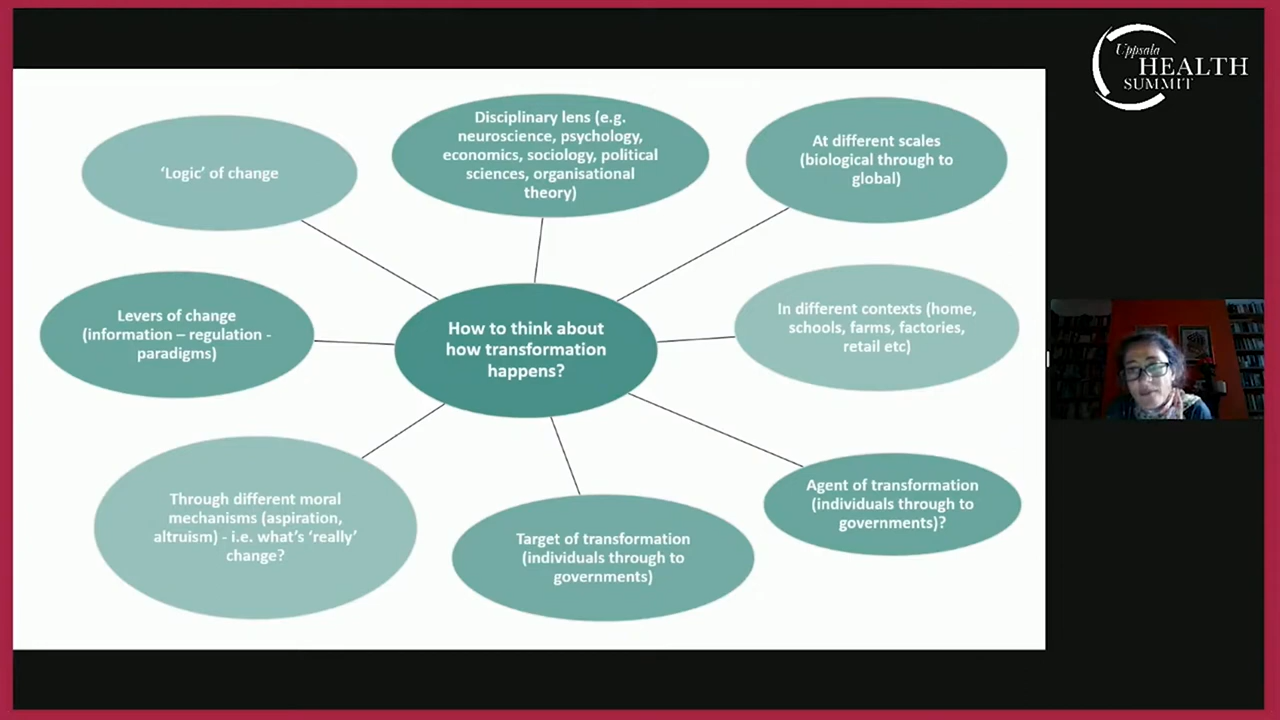 Uppsala
HEALTH
SUMMIT
Disciplinary lens (e.g.
neuroscience, psychology,
economics, sociology, political
sciences, organisational
theory)
At different scales
(biological through to
global)
‘Logic’ of change
Levers of change
(information – regulation -
paradigms)
How to think about
how transformation
happens?
In different contexts (home,
schools, farms, factories,
retail etc)
Through different moral
mechanisms (aspiration,
altruism) - i.e. what’s ‘really’
change?
Target of transformation
(individuals through to
governments)
Agent of transformation
(individuals through to
governments)?